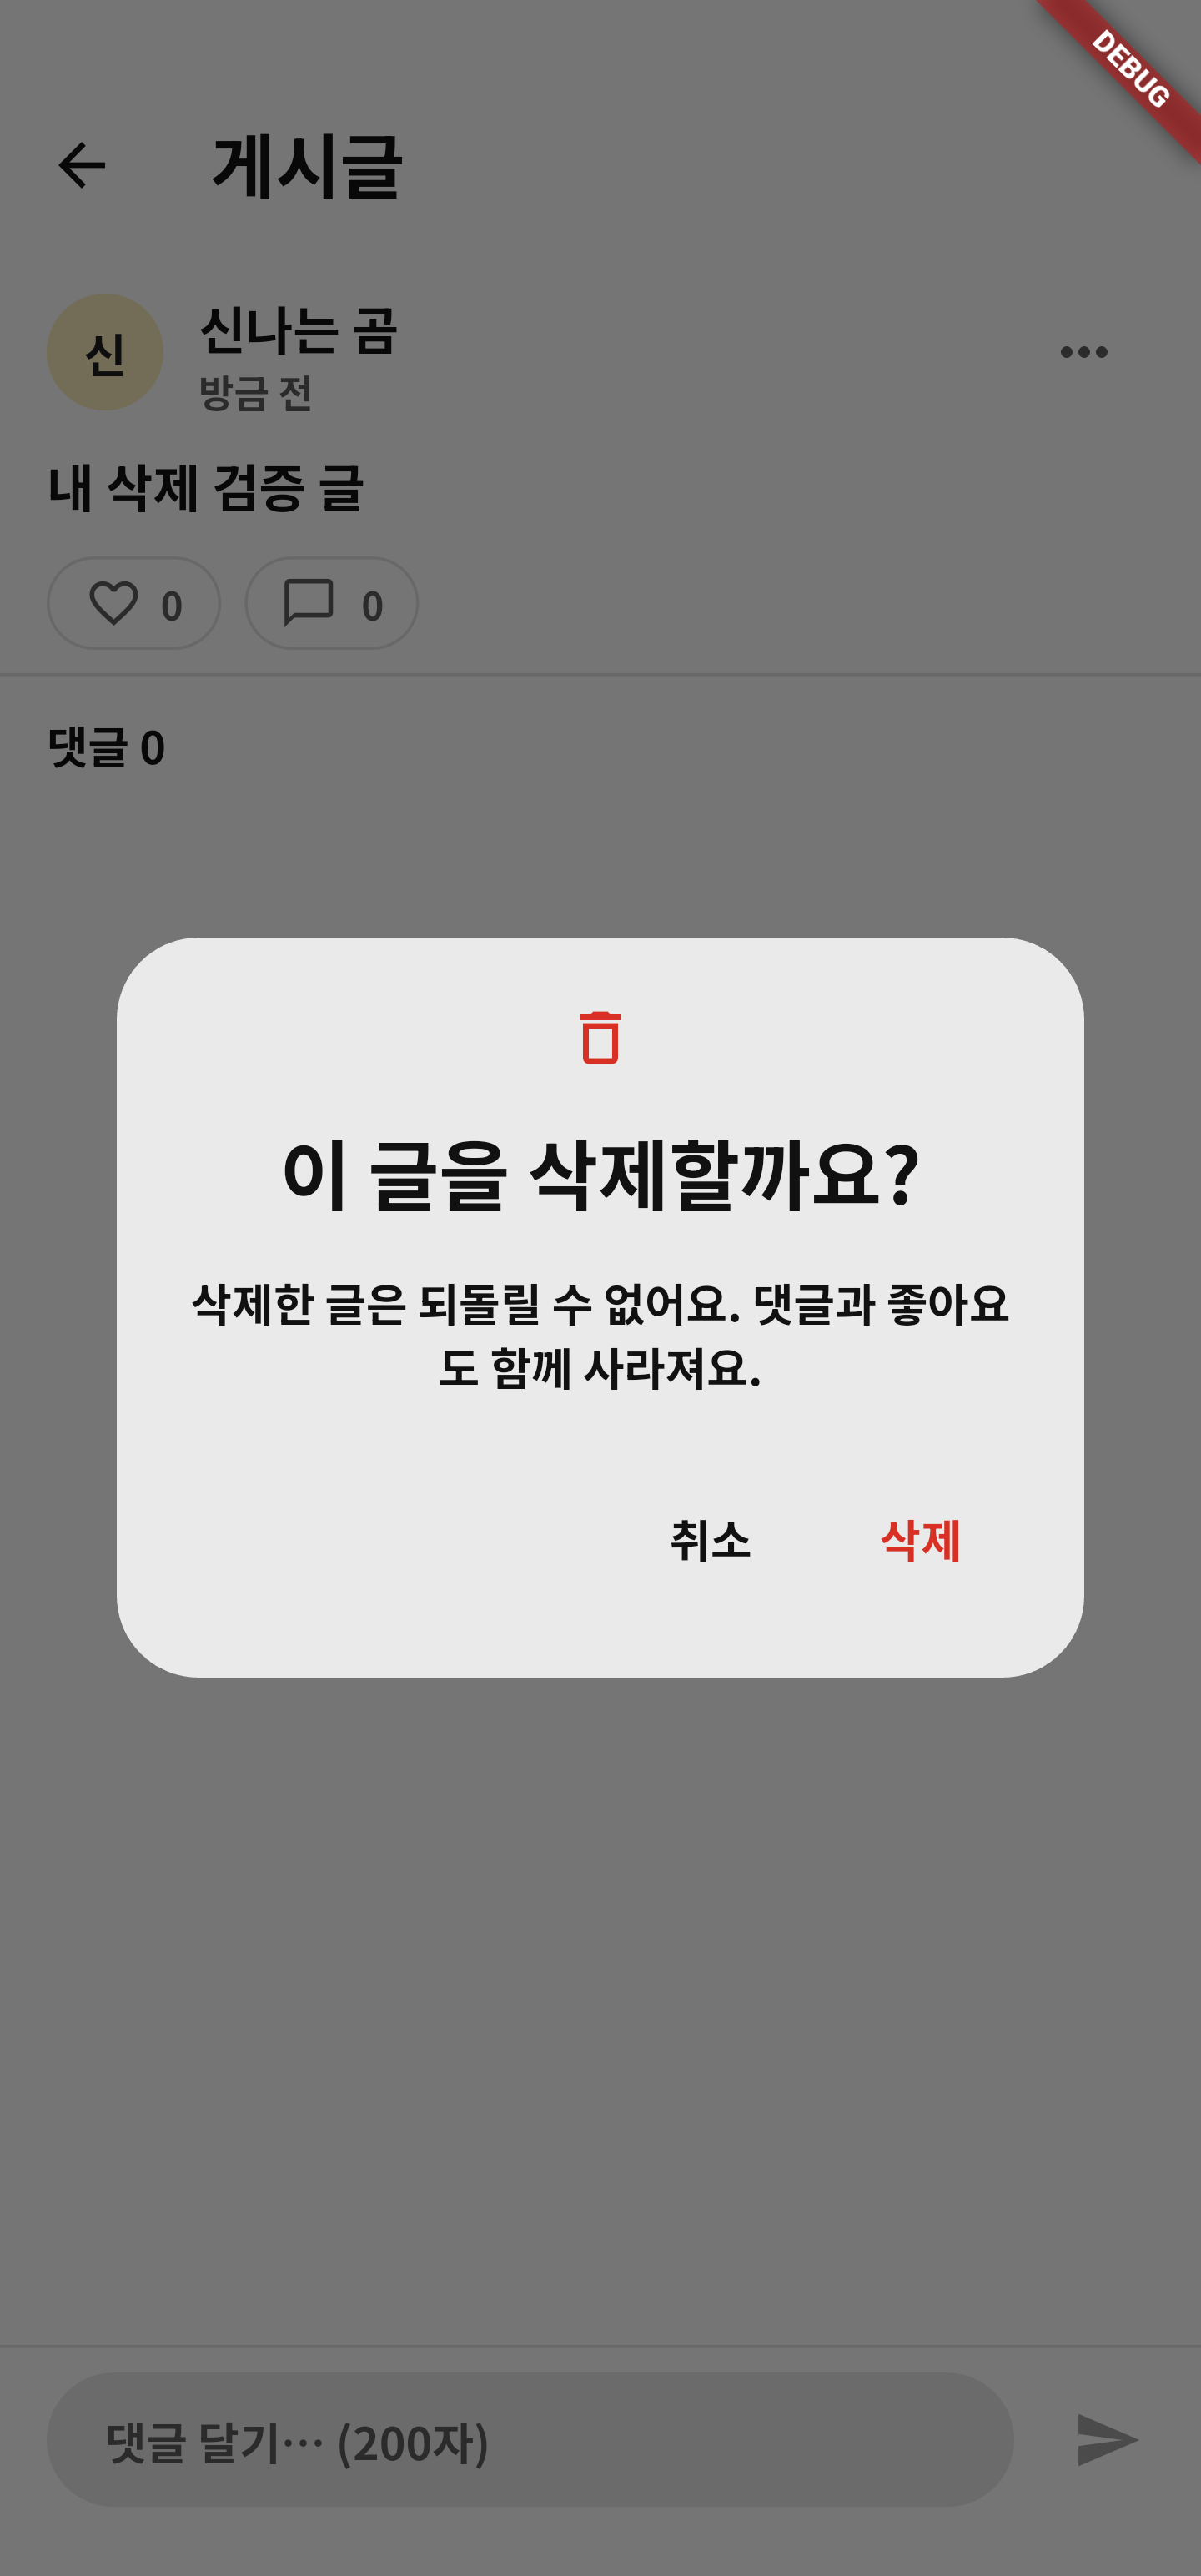 DEBUG
게시글
신
신나는 곰
방금 전
내 삭제 검증 글
0 0
댓글 0
이 글을 삭제할까요?
삭제한 글은 되돌릴 수 없어요. 댓글과 좋아요
도 함께 사라져요.
취소 삭제
댓글 달기… (200자)